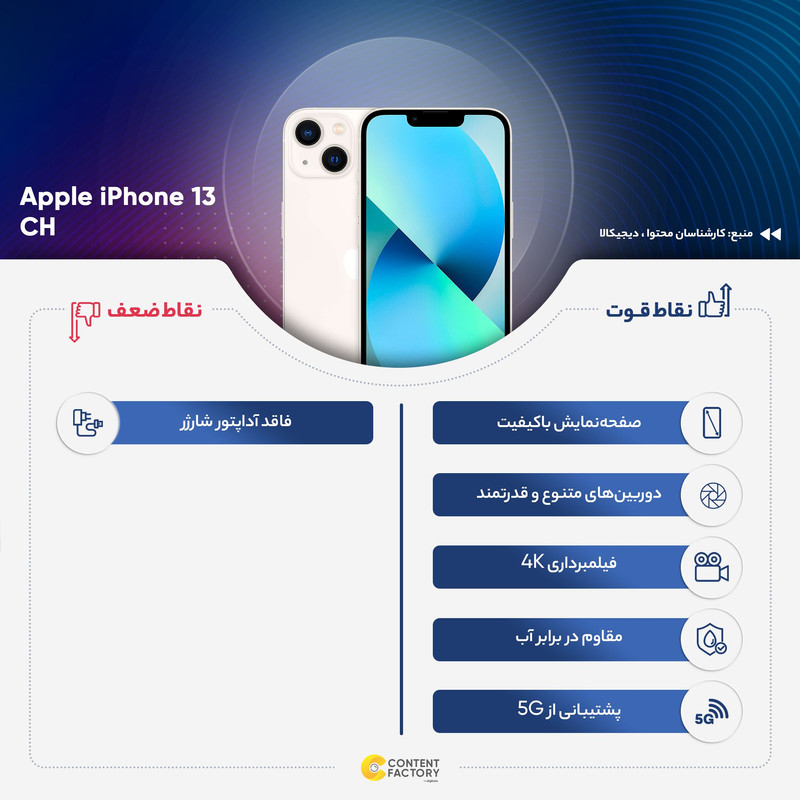 Apple iPhone 13
CH
منبع: کارشناسان محتوا ، دیجیکالا
نقاط قوت
صفحه‌نمایش باکیفیت
دوربین‌های متنوع و قدرتمند
فیلمبرداری 4K
مقاوم در برابر آب
پشتیبانی از 5G
5G
نقاط ضعف
فاقد آداپتور شارژر
CONTENT
FACTORY